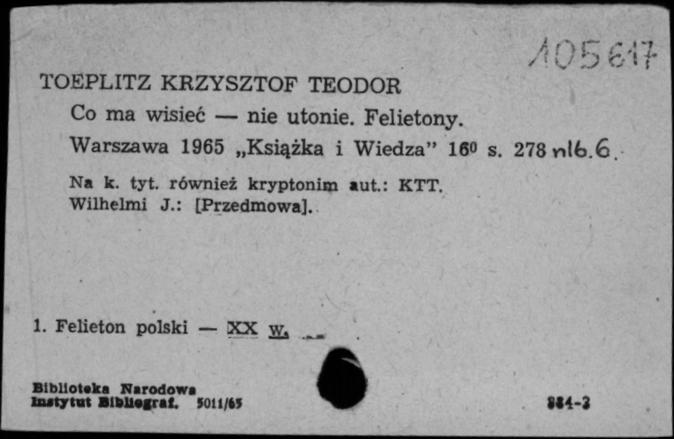 105617
TOEPLITZ KRZYSZTOF TEODOR
Co ma wisieć — nie utonie. Felietony.
Warszawa 1965 „Książka i Wiedza” 16⁰ s. 278 nlb. 6.
Na k. tyt. również kryptonim aut.: KTT.
Wilhelmi J.: [Przedmowa].
1. Felieton polski — XX w.
Biblioteka Narodowa
Instytut Bibliograf. 5011/65
884-3